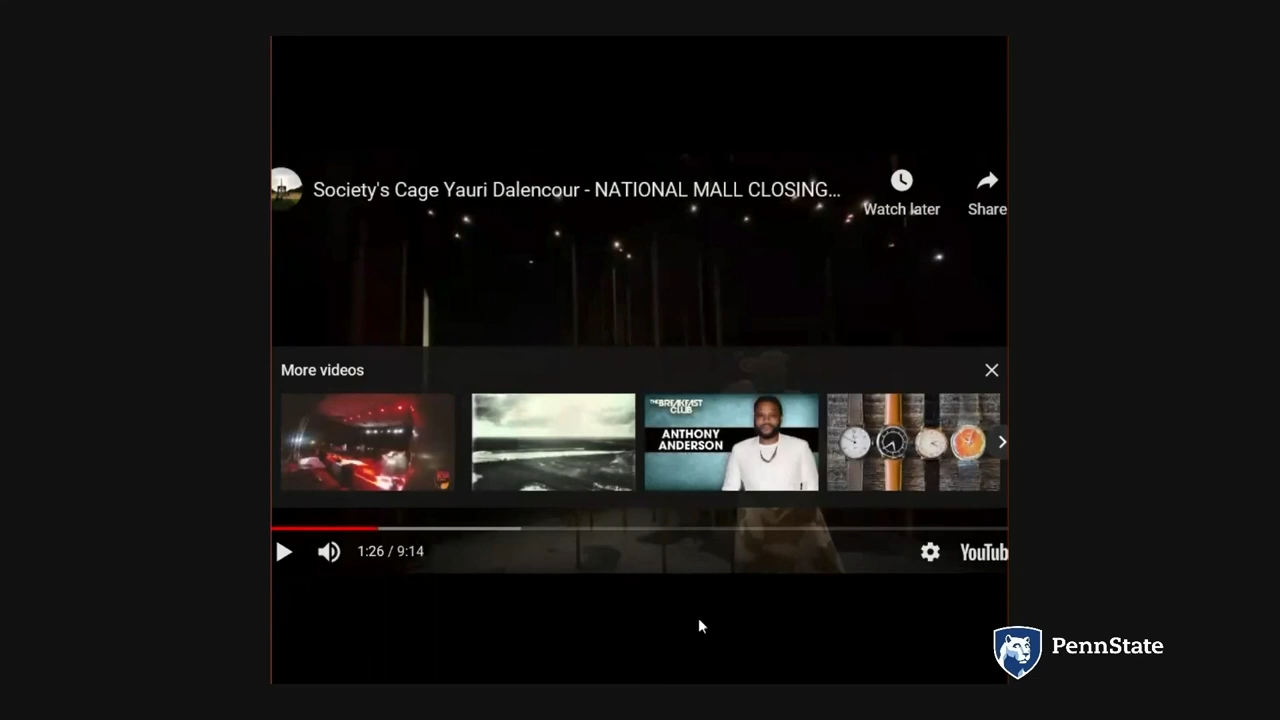 Society's Cage Yauri Dalencour - NATIONAL MALL CLOSING...
Watch later
Share
More videos
THE BREAKFAST
CLUB
ANTHONY
ANDERSON
1:26 / 9:14
YouTub
PennState